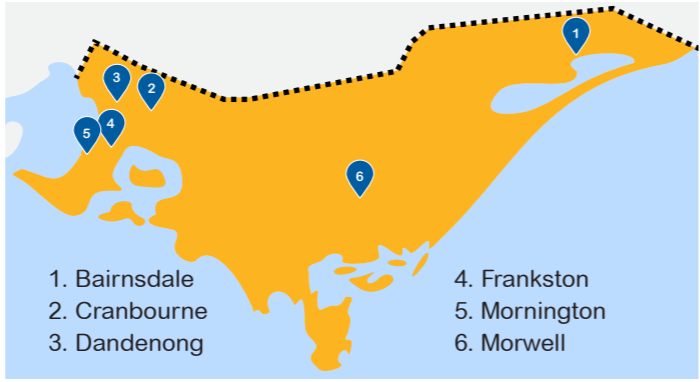 1
3
2
4
5
6
1. Bairnsdale
2. Cranbourne
3. Dandenong
4. Frankston
5. Mornington
6. Morwell